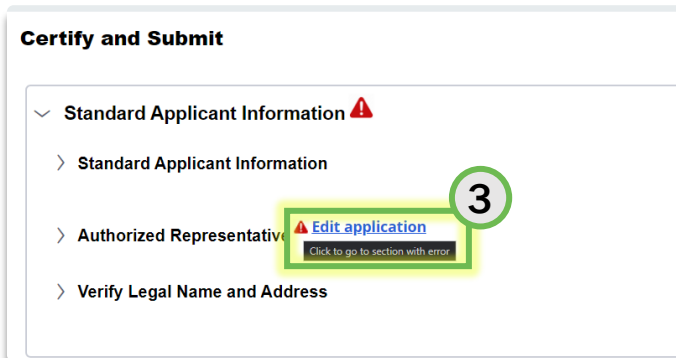 Certify and Submit
Standard Applicant Information
Standard Applicant Information
3
Authorized Representative Edit application
Click to go to section with error
Verify Legal Name and Address